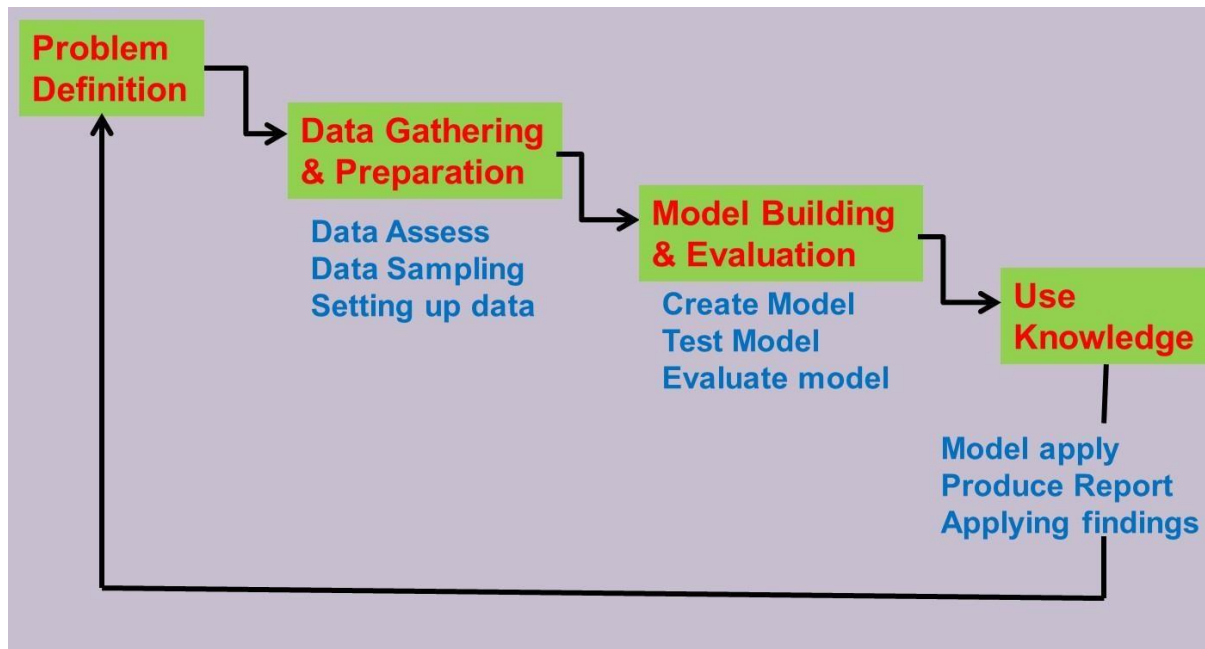 Problem
Definition
Data Gathering
& Preparation
Data Assess
Data Sampling
Setting up data
Model Building
& Evaluation
Create Model
Test Model
Evaluate model
Use
Knowledge
Model apply
Produce Report
Applying findings